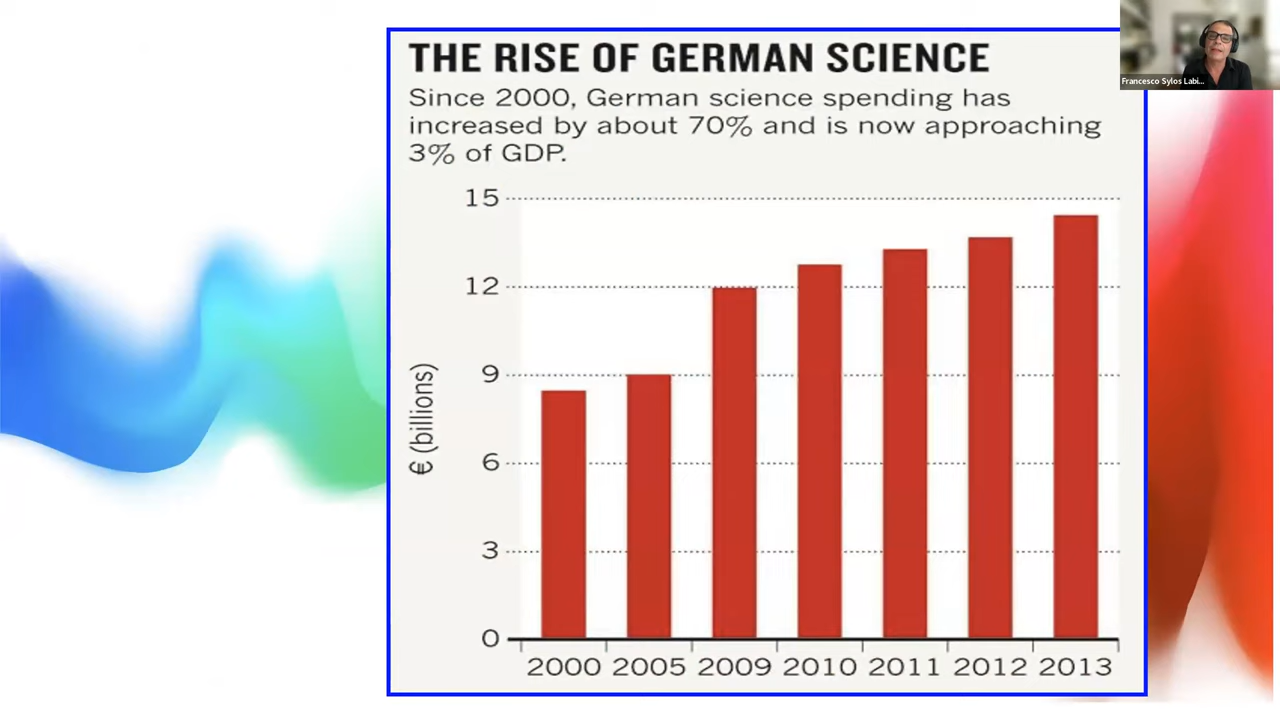 THE RISE OF GERMAN SCIENCE
Since 2000, German science spending has
increased by about 70% and is now approaching
3% of GDP.
Francesco Sylos Labi...
15
12
9
6
3
0
€ (billions)
2000 2005 2009 2010 2011 2012 2013